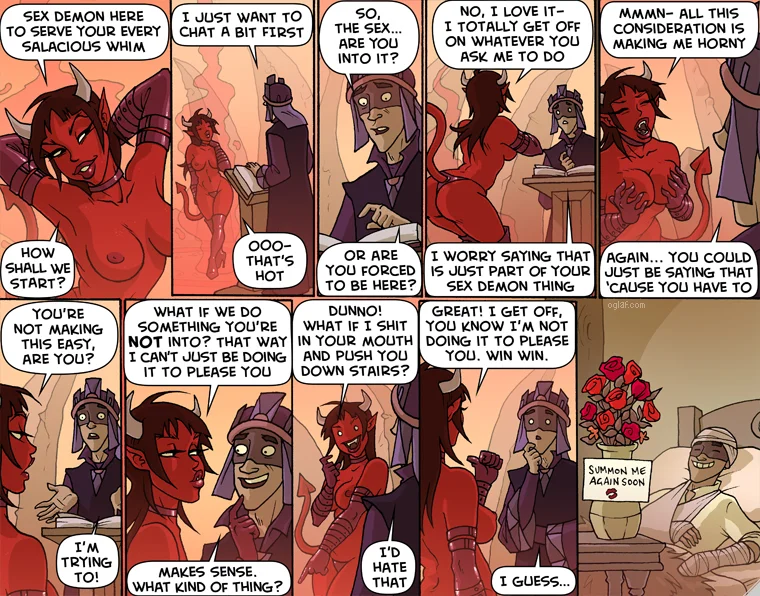 SEX DEMON HERE
TO SERVE YOUR EVERY
SALACIOUS WHIM
HOW
SHALL WE
START?
I JUST WANT TO
CHAT A BIT FIRST
OOO-
THAT'S
HOT
SO,
THE SEX...
ARE YOU
INTO IT?
OR ARE
YOU FORCED
TO BE HERE?
NO, I LOVE IT-
I TOTALLY GET OFF
ON WHATEVER YOU
ASK ME TO DO
I WORRY SAYING THAT
IS JUST PART OF YOUR
SEX DEMON THING
MMMN- ALL THIS
CONSIDERATION IS
MAKING ME HORNY
AGAIN... YOU COULD
JUST BE SAYING THAT
'CAUSE YOU HAVE TO
YOU'RE
NOT MAKING
THIS EASY,
ARE YOU?
I'M
TRYING
TO!
WHAT IF WE DO
SOMETHING YOU'RE
NOT INTO? THAT WAY
I CAN'T JUST BE DOING
IT TO PLEASE YOU
MAKES SENSE.
WHAT KIND OF THING?
DUNNO!
WHAT IF I SHIT
IN YOUR MOUTH
AND PUSH YOU
DOWN STAIRS?
I'D
HATE
THAT
GREAT! I GET OFF,
YOU KNOW I'M NOT
DOING IT TO PLEASE
YOU. WIN WIN.
I GUESS...
oglaf.com
SUMMON ME
AGAIN SOON